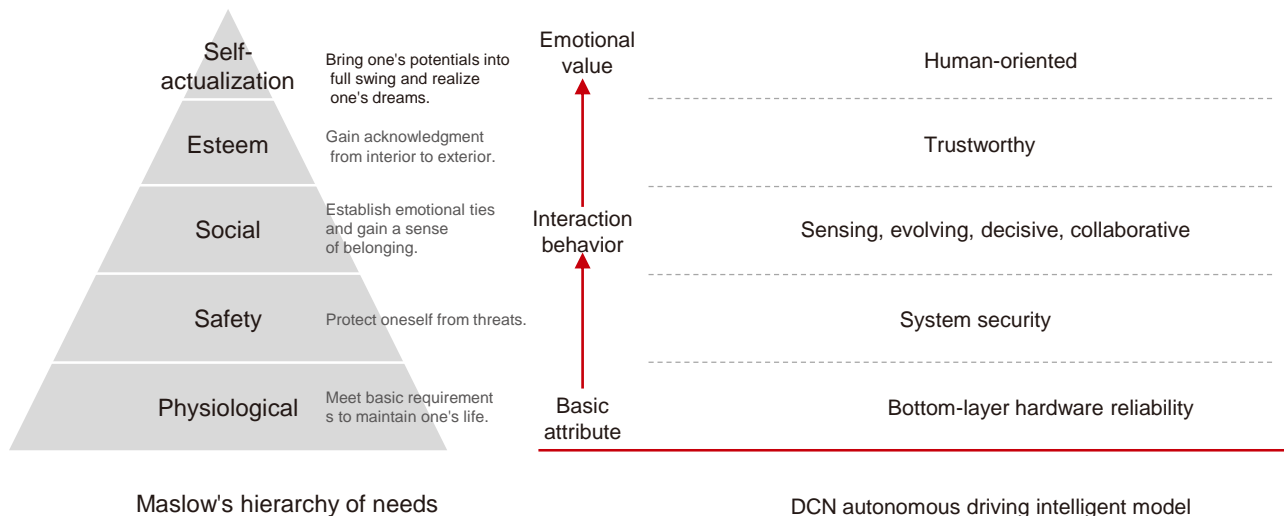 Self-
actualization
Bring one's potentials into
full swing and realize
one's dreams.
Emotional
value
Human-oriented
Esteem
Gain acknowledgment
from interior to exterior.
Trustworthy
Social
Establish emotional ties
and gain a sense
of belonging.
Interaction
behavior
Sensing, evolving, decisive, collaborative
Safety
Protect oneself from threats.
System security
Physiological
Meet basic requirement
s to maintain one's life.
Basic
attribute
Bottom-layer hardware reliability
Maslow's hierarchy of needs
DCN autonomous driving intelligent model